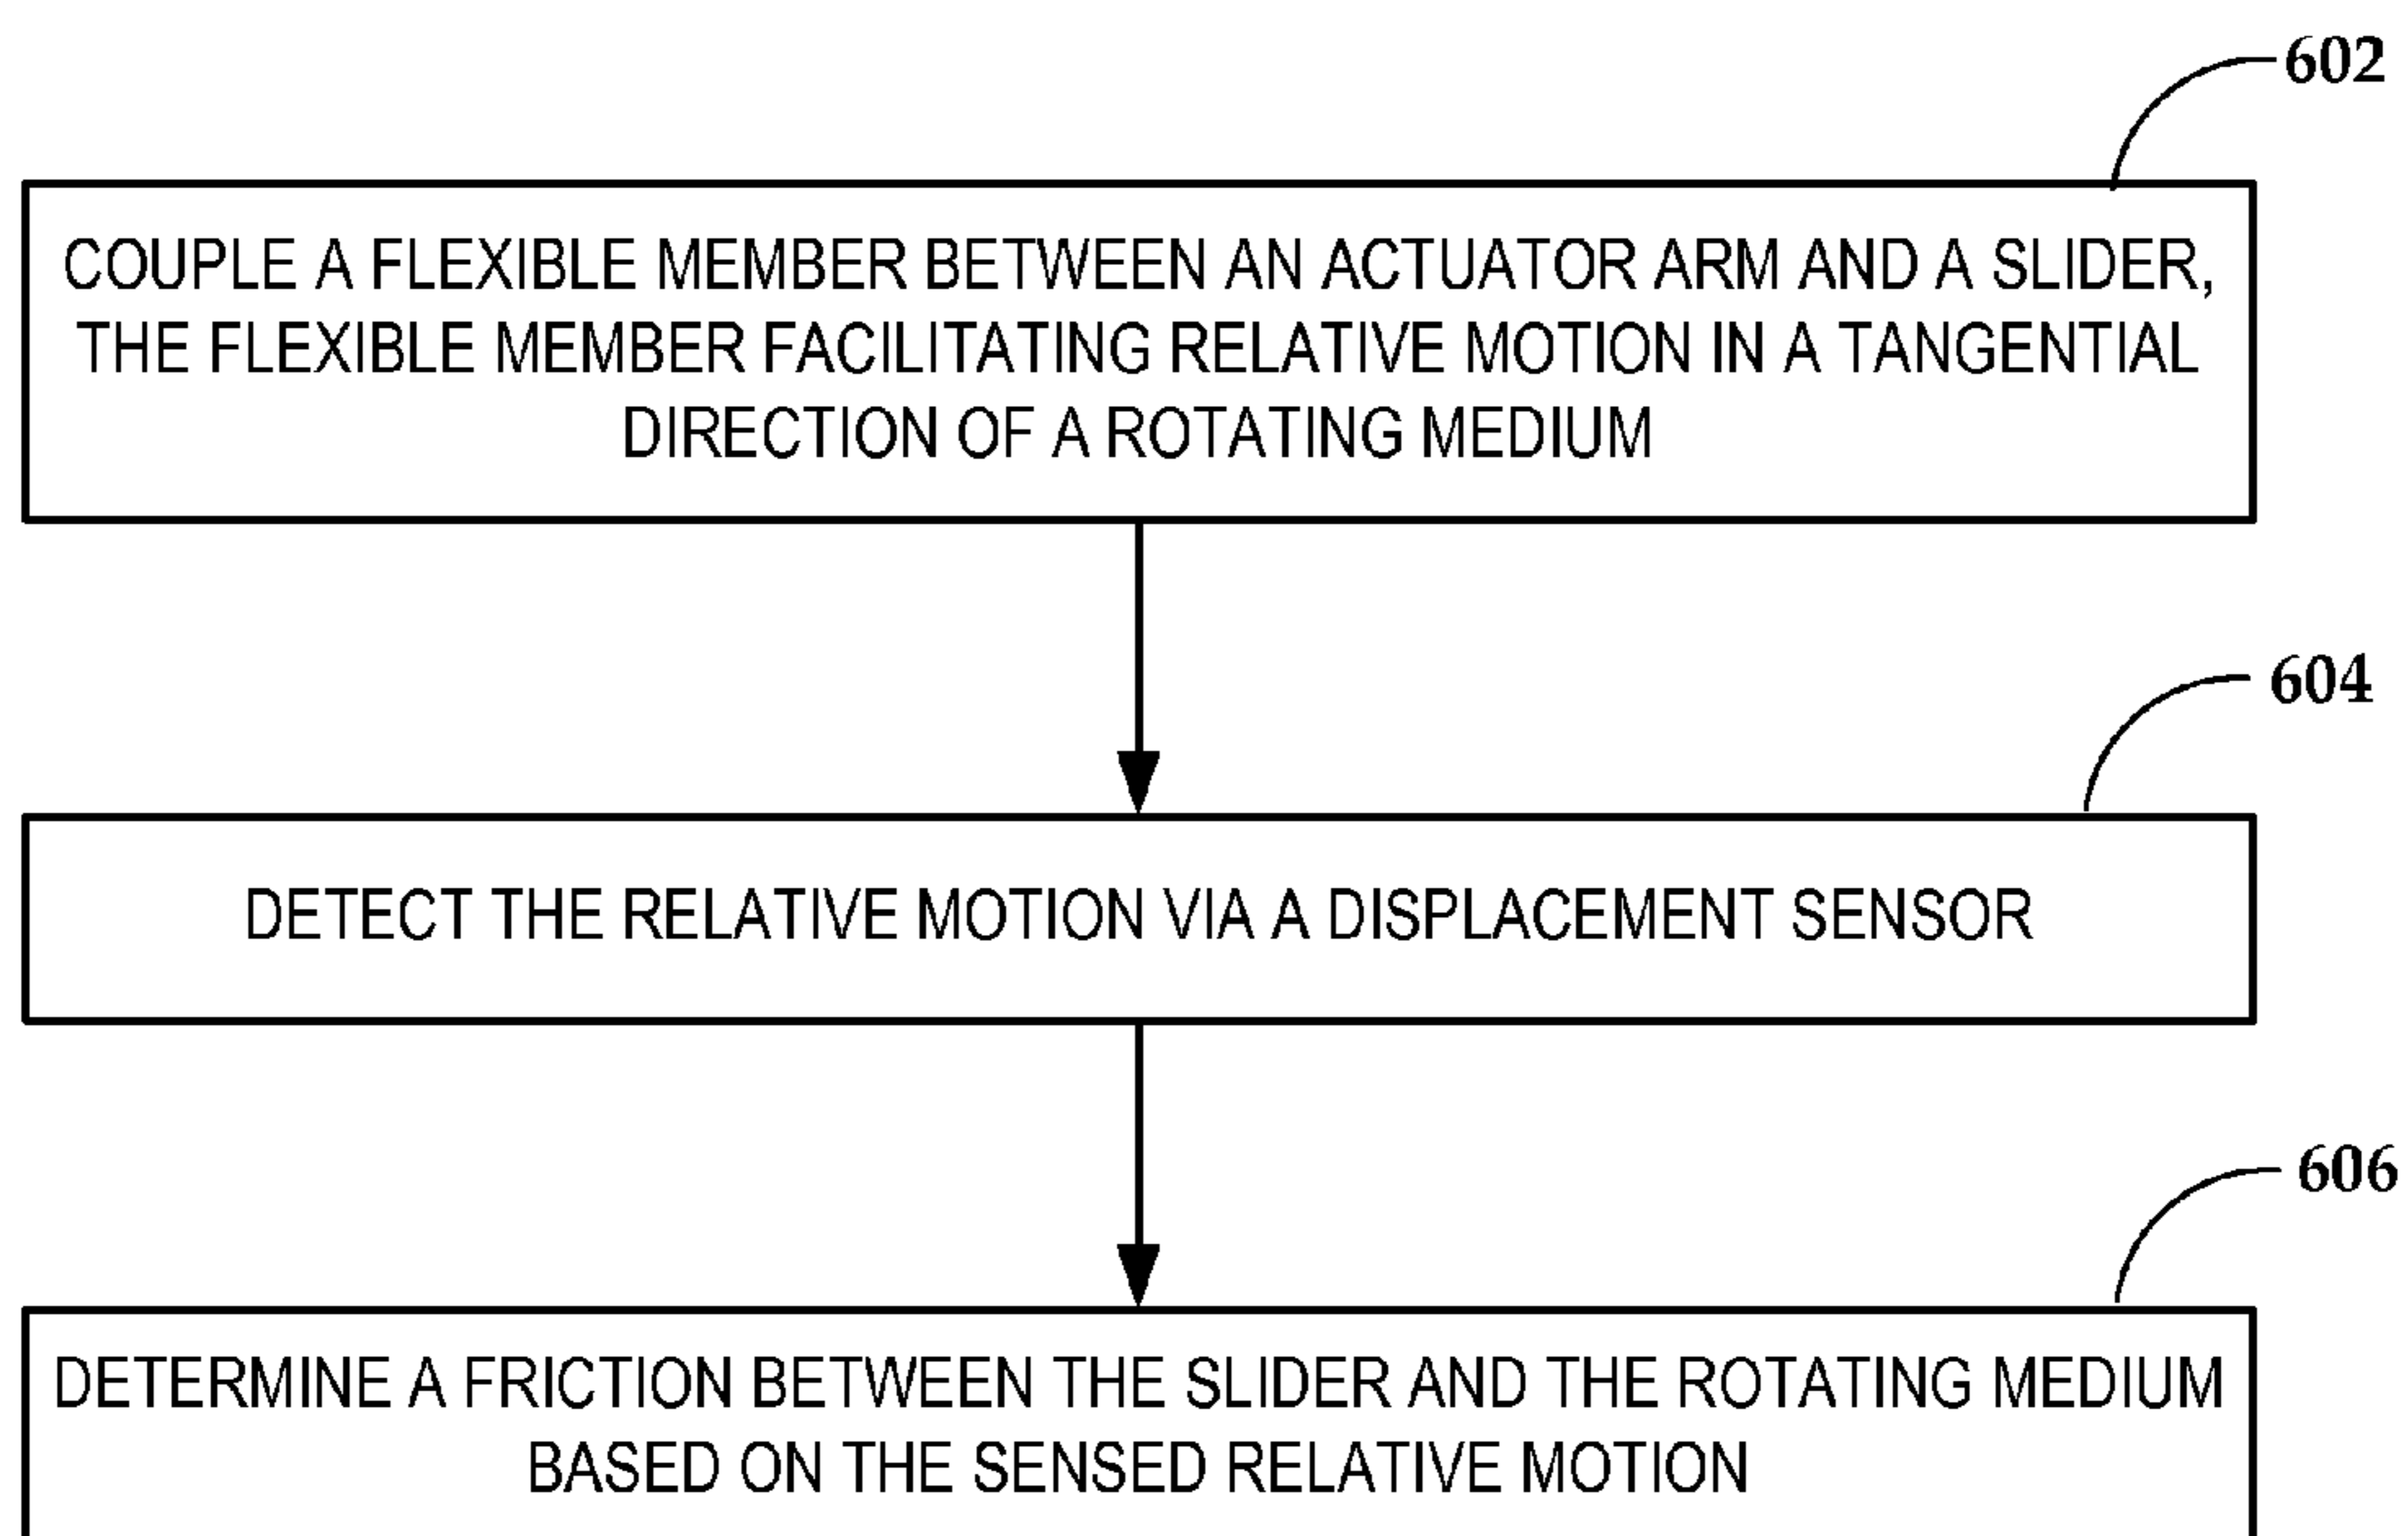 602
COUPLE A FLEXIBLE MEMBER BETWEEN AN ACTUATOR ARM AND A SLIDER,
THE FLEXIBLE MEMBER FACILITATING RELATIVE MOTION IN A TANGENTIAL
DIRECTION OF A ROTATING MEDIUM
604
DETECT THE RELATIVE MOTION VIA A DISPLACEMENT SENSOR
606
DETERMINE A FRICTION BETWEEN THE SLIDER AND THE ROTATING MEDIUM
BASED ON THE SENSED RELATIVE MOTION